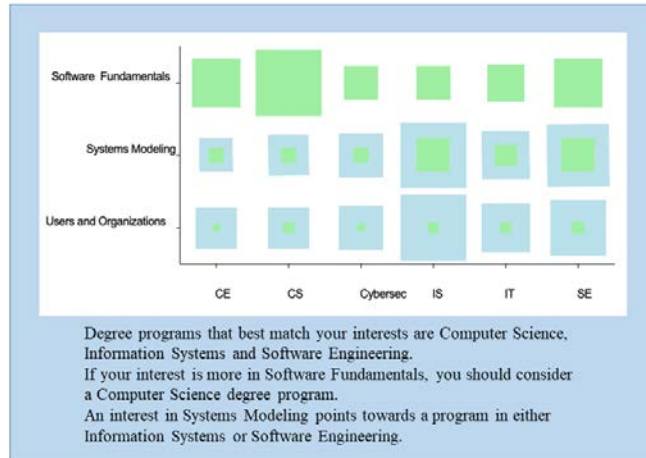 Software Fundamentals
Systems Modeling
Users and Organizations
CE CS Cybersec IS IT SE
Degree programs that best match your interests are Computer Science,
Information Systems and Software Engineering.
If your interest is more in Software Fundamentals, you should consider
a Computer Science degree program.
An interest in Systems Modeling points towards a program in either
Information Systems or Software Engineering.